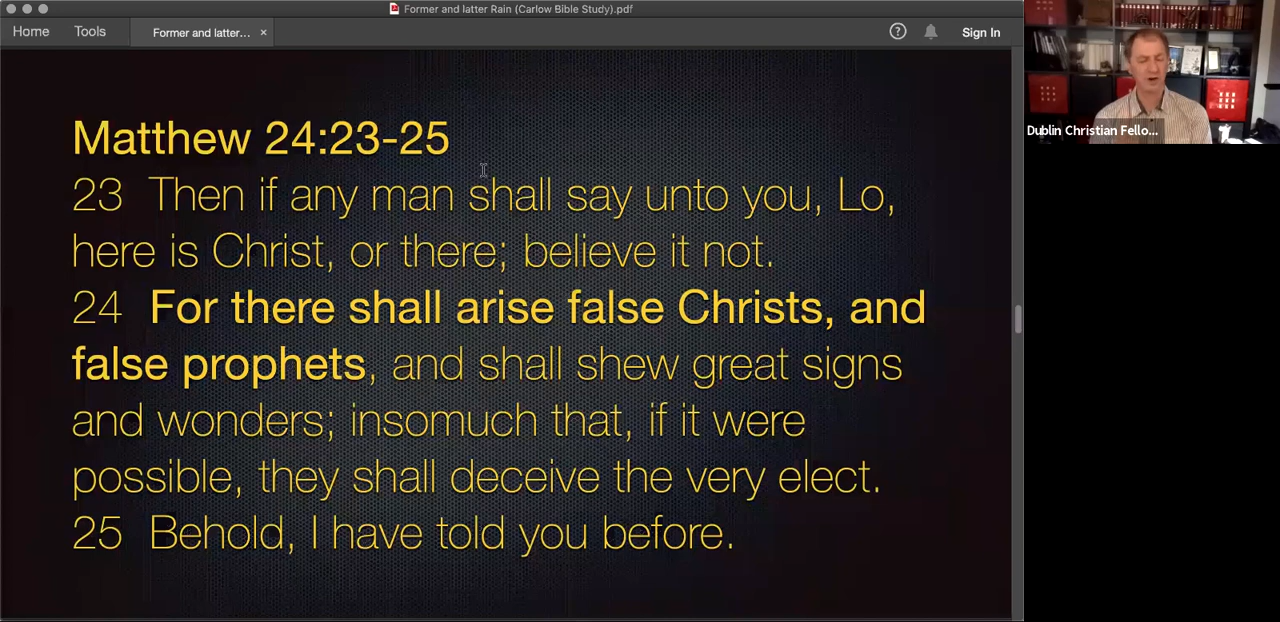 Former and latter Rain (Carlow Bible Study).pdf
Home Tools Former and latter... × ? Sign In
Matthew 24:23-25
23 Then if any man shall say unto you, Lo,
here is Christ, or there; believe it not.
24 For there shall arise false Christs, and
false prophets, and shall shew great signs
and wonders; insomuch that, if it were
possible, they shall deceive the very elect.
25 Behold, I have told you before.
Dublin Christian Fello...